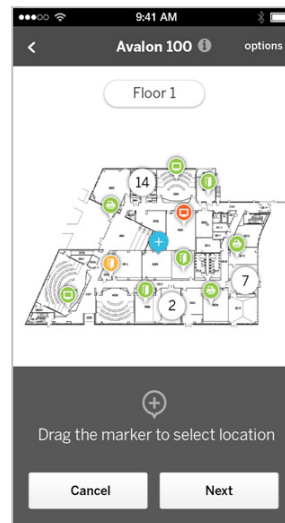 9:41 AM
Avalon 100
options
Floor 1
14
7
2
Drag the marker to select location
Cancel
Next